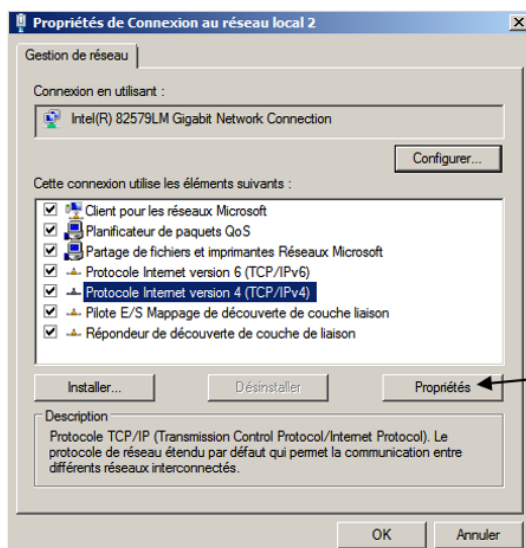 Propriétés de Connexion au réseau local 2
Gestion de réseau
Connexion en utilisant :
Intel(R) 82579LM Gigabit Network Connection
Configurer...
Cette connexion utilise les éléments suivants :
Client pour les réseaux Microsoft
Planificateur de paquets QoS
Partage de fichiers et imprimantes Réseaux Microsoft
Protocole Internet version 6 (TCP/IPv6)
Protocole Internet version 4 (TCP/IPv4)
Pilote E/S Mappage de découverte de couche liaison
Répondeur de découverte de couche de liaison
Installer... Désinstaller Propriétés
Description
Protocole TCP/IP (Transmission Control Protocol/Internet Protocol). Le
protocole de réseau étendu par défaut qui permet la communication entre
différents réseaux interconnectés.
OK Annuler